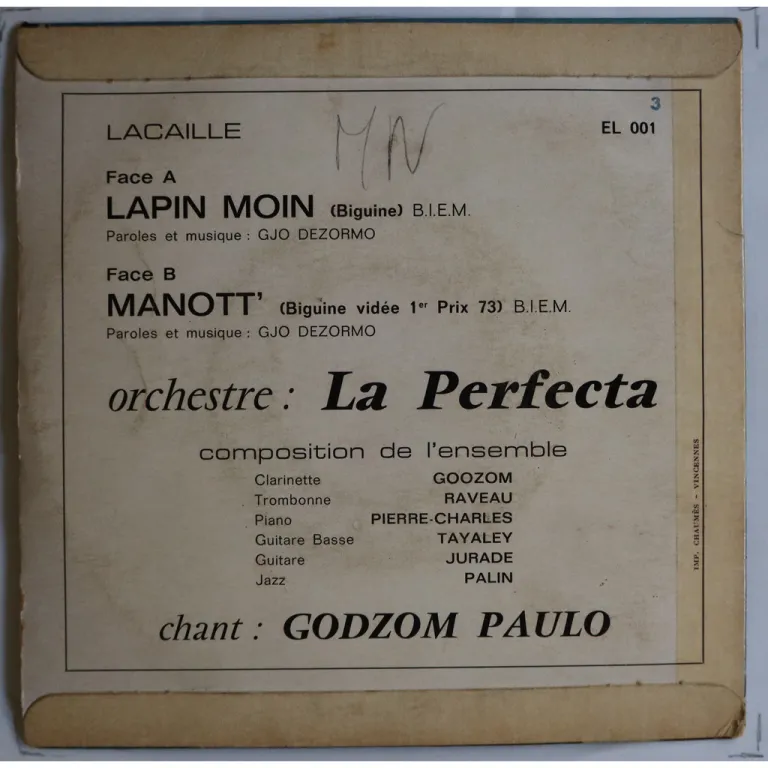 3
LACAILLE MN EL 001
Face A
LAPIN MOIN (Biguine) B.I.E.M.
Paroles et musique : GJO DEZORMO
Face B
MANOTT' (Biguine vidée 1er Prix 73) B.I.E.M.
Paroles et musique : GJO DEZORMO
orchestre : La Perfecta
composition de l'ensemble
Clarinette GOOZOM
Trombonne RAVEAU
Piano PIERRE-CHARLES
Guitare Basse TAYALEY
Guitare JURADE
Jazz PALIN
chant : GODZOM PAULO
IMP. CHAUMÈS - VINCENNES